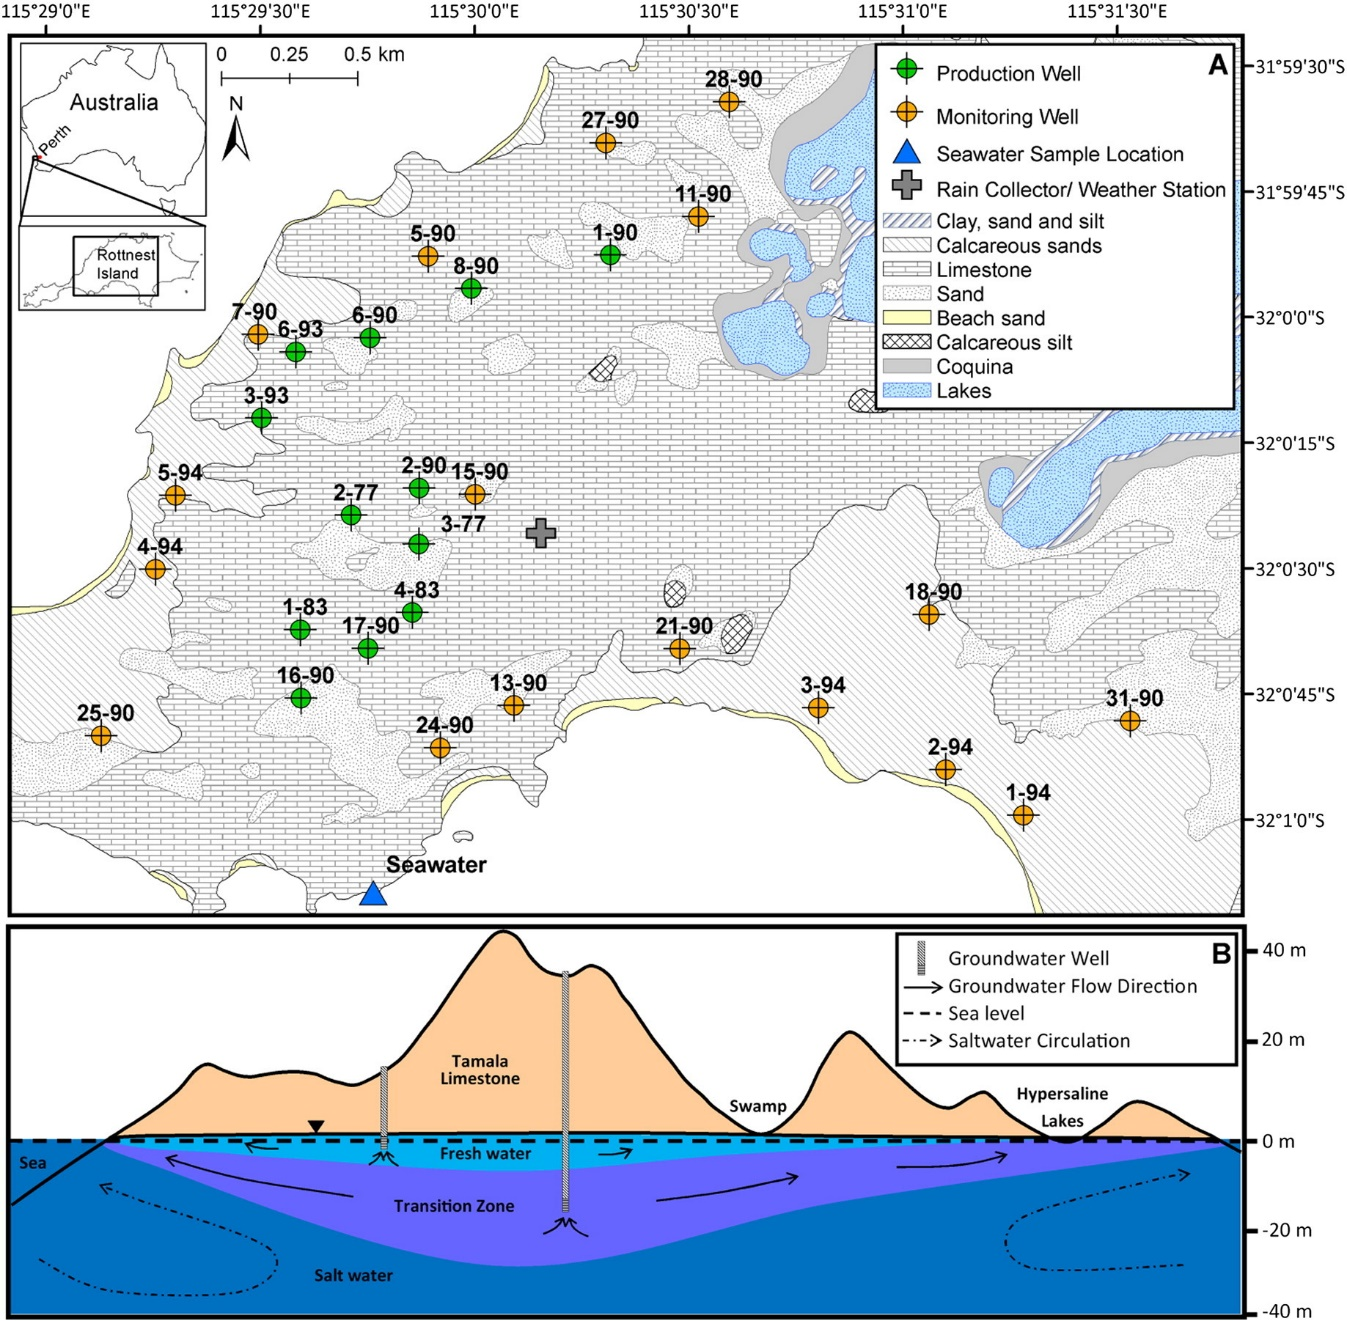 115°29'0"E 115°29'30"E 115°30'0"E 115°30'30"E 115°31'0"E 115°31'30"E
0 0.25 0.5 km
N
Australia
Perth
Rottnest
Island
A
Production Well
Monitoring Well
Seawater Sample Location
Rain Collector/ Weather Station
Clay, sand and silt
Calcareous sands
Limestone
Sand
Beach sand
Calcareous silt
Coquina
Lakes
31°59'30"S
31°59'45"S
32°0'0"S
32°0'15"S
32°0'30"S
32°0'45"S
32°1'0"S
28-90
27-90
11-90
5-90
1-90
8-90
7-90
6-93
6-90
3-93
5-94
2-90
15-90
2-77
3-77
4-94
4-83
1-83
17-90
18-90
21-90
16-90
13-90
3-94
31-90
25-90
24-90
2-94
1-94
Seawater
B
Groundwater Well
Groundwater Flow Direction
Sea level
Saltwater Circulation
40 m
20 m
0 m
-20 m
-40 m
Tamala
Limestone
Swamp
Hypersaline
Lakes
Sea
Fresh water
Transition Zone
Salt water